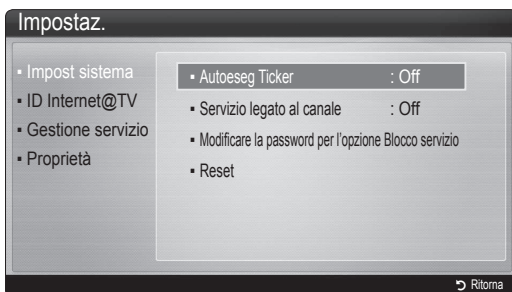 Impostaz.
▪ Impost sistema
▪ ID Internet@TV
▪ Gestione servizio
▪ Proprietà
▪ Autoeseg Ticker : Off
▪ Servizio legato al canale : Off
▪ Modificare la password per l'opzione Blocco servizio
▪ Reset
Ritorna